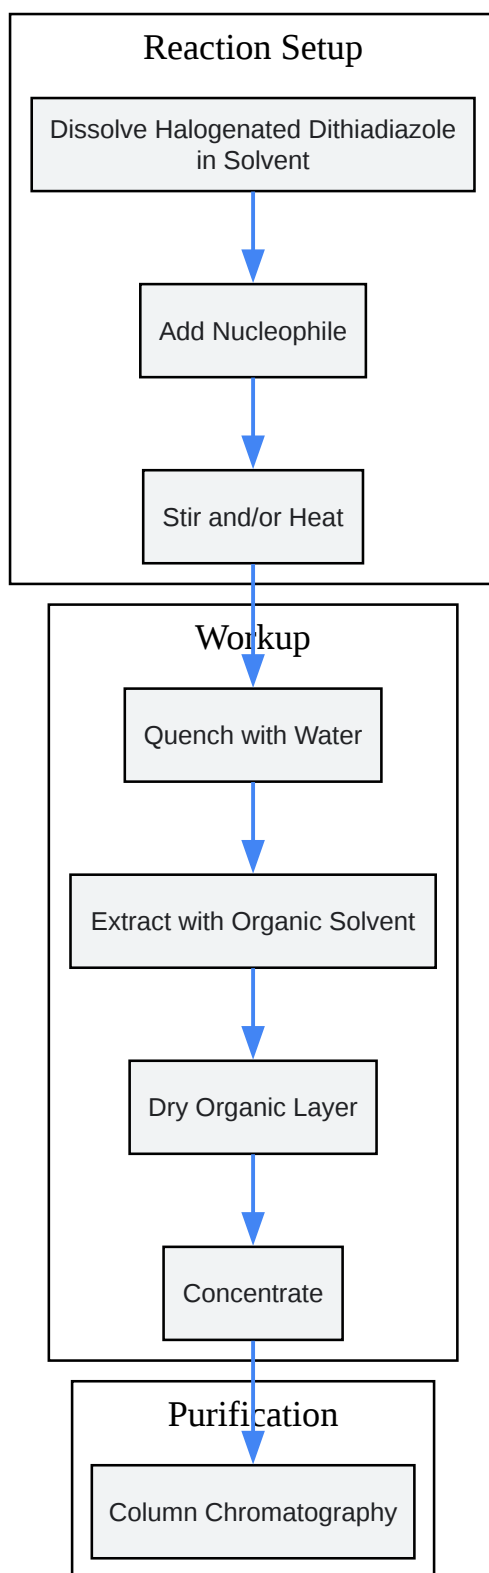 Reaction Setup
Dissolve Halogenated Dithiadiazole
in Solvent
Add Nucleophile
Stir and/or Heat
Workup
Quench with Water
Extract with Organic Solvent
Dry Organic Layer
Concentrate
Purification
Column Chromatography